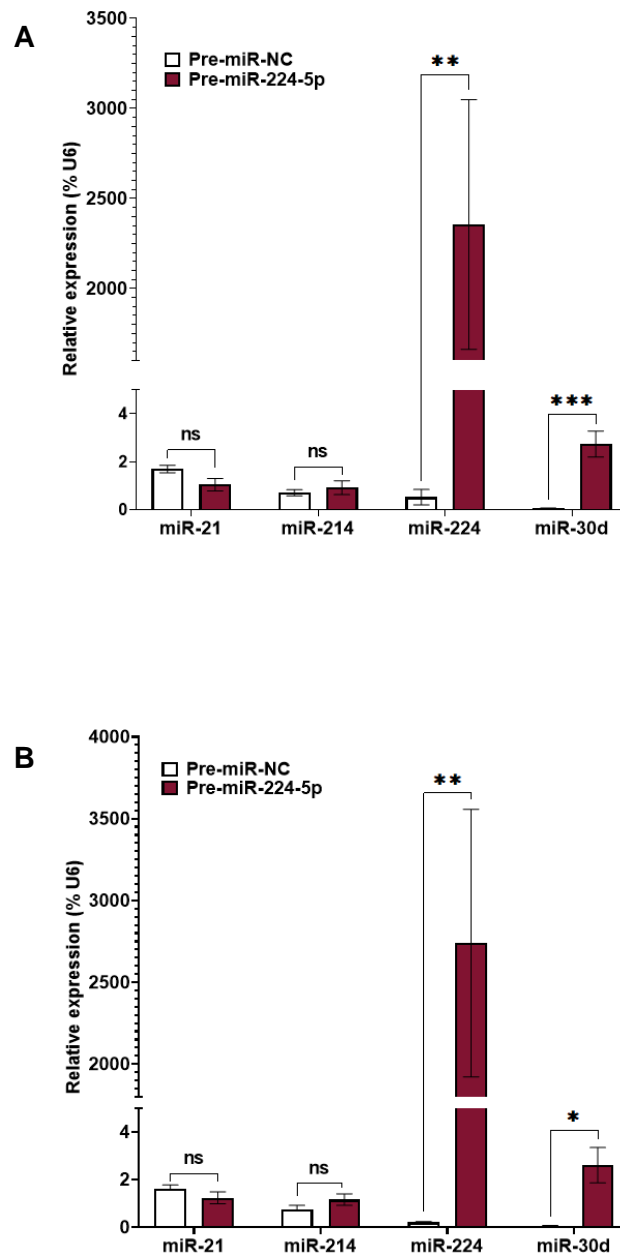 A
Relative expression (% U6)
3500
3000
2500
2000
4
2
0
Pre-miR-NC
Pre-miR-224-5p
ns
ns
**
***
miR-21
miR-214
miR-224
miR-30d
B
Relative expression (% U6)
4000
3500
3000
2500
2000
4
2
0
Pre-miR-NC
Pre-miR-224-5p
ns
ns
**
*
miR-21
miR-214
miR-224
miR-30d